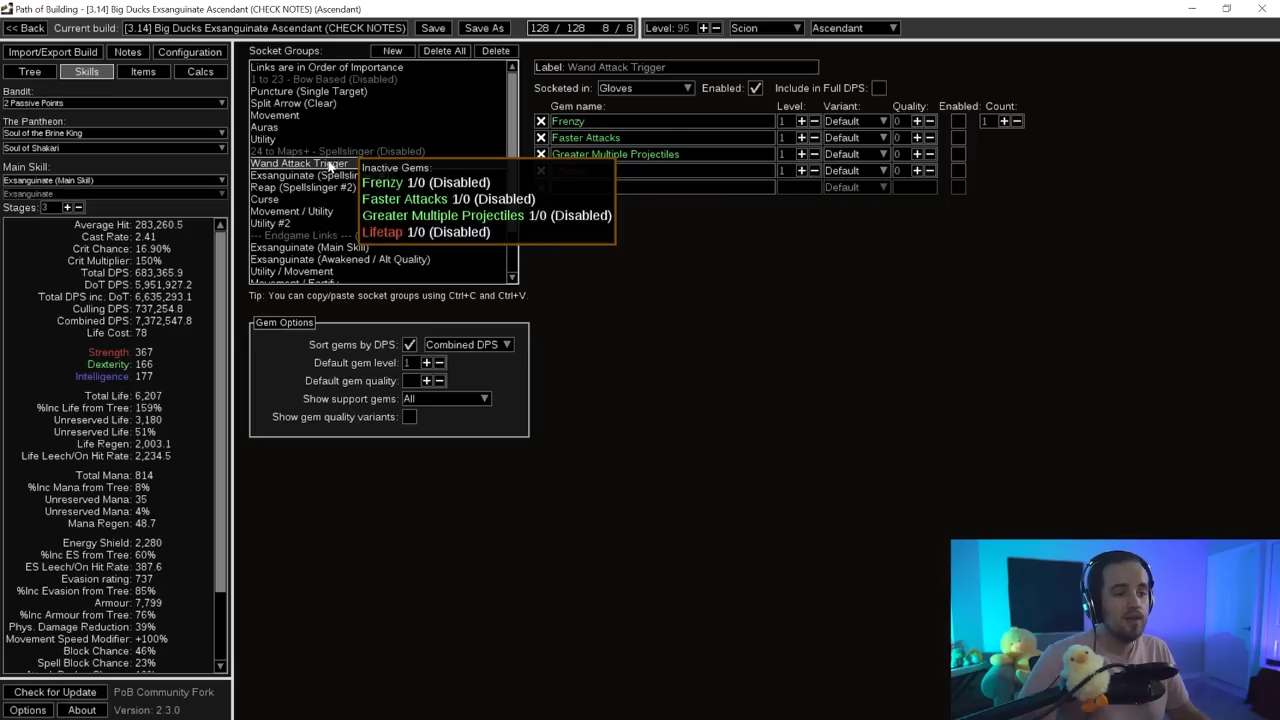 Path of Building - [3.14] Big Ducks Exsanguinate Ascendant (CHECK NOTES) (Ascendant)
<< Back Current build: [3.14] Big Ducks Exsanguinate Ascendant (CHECK NOTES) Save Save As 128 / 128 8 / 8 Level: 95 Scion Ascendant
Import/Export Build Notes Configuration
Tree Skills Items Calcs
Bandit:
2 Passive Points
The Pantheon:
Soul of the Brine King
Soul of Shakari
Main Skill:
Exsanguinate (Main Skill)
Exsanguinate
Stages: 3
Average Hit: 283,260.5
Cast Rate: 2.41
Crit Chance: 16.90%
Crit Multiplier: 150%
Total DPS: 683,365.9
DoT DPS: 5,951,927.2
Total DPS inc. DoT: 6,635,293.1
Culling DPS: 737,254.8
Combined DPS: 7,372,547.8
Life Cost: 78
Strength: 367
Dexterity: 166
Intelligence: 177
Total Life: 6,207
%Inc Life from Tree: 159%
Unreserved Life: 3,180
Unreserved Life: 51%
Life Regen: 2,003.1
Life Leech/On Hit Rate: 2,234.5
Total Mana: 814
%Inc Mana from Tree: 8%
Unreserved Mana: 35
Unreserved Mana: 4%
Mana Regen: 48.7
Energy Shield: 2,280
%Inc ES from Tree: 60%
ES Leech/On Hit Rate: 387.6
Evasion rating: 737
%Inc Evasion from Tree: 85%
Armour: 7,799
%Inc Armour from Tree: 76%
Phys. Damage Reduction: 39%
Movement Speed Modifier: +100%
Block Chance: 46%
Spell Block Chance: 23%
Check for Update PoB Community Fork
Options About Version: 2.3.0
Socket Groups: New Delete All Delete
Links are in Order of Importance
1 to 23 - Bow Based (Disabled)
Puncture (Single Target)
Split Arrow (Clear)
Movement
Auras
Utility
24 to Maps+ - Spellslinger (Disabled)
Wand Attack Trigger
Exsanguinate (Spellslin
Reap (Spellslinger #2)
Curse
Movement / Utility
Utility #2
--- Endgame Links ---
Exsanguinate (Main Skill)
Exsanguinate (Awakened / Alt Quality)
Utility / Movement
Inactive Gems:
Frenzy 1/0 (Disabled)
Faster Attacks 1/0 (Disabled)
Greater Multiple Projectiles 1/0 (Disabled)
Lifetap 1/0 (Disabled)
Tip: You can copy/paste socket groups using Ctrl+C and Ctrl+V.
Gem Options
Sort gems by DPS: Combined DPS
Default gem level: 1
Default gem quality:
Show support gems: All
Show gem quality variants:
Label: Wand Attack Trigger
Socketed in: Gloves Enabled: Include in Full DPS:
Gem name: Level: Variant: Quality: Enabled: Count:
Frenzy 1 Default 0 1
Faster Attacks 1 Default 0
Greater Multiple Projectiles 1 Default 0
1 Default 0
Default